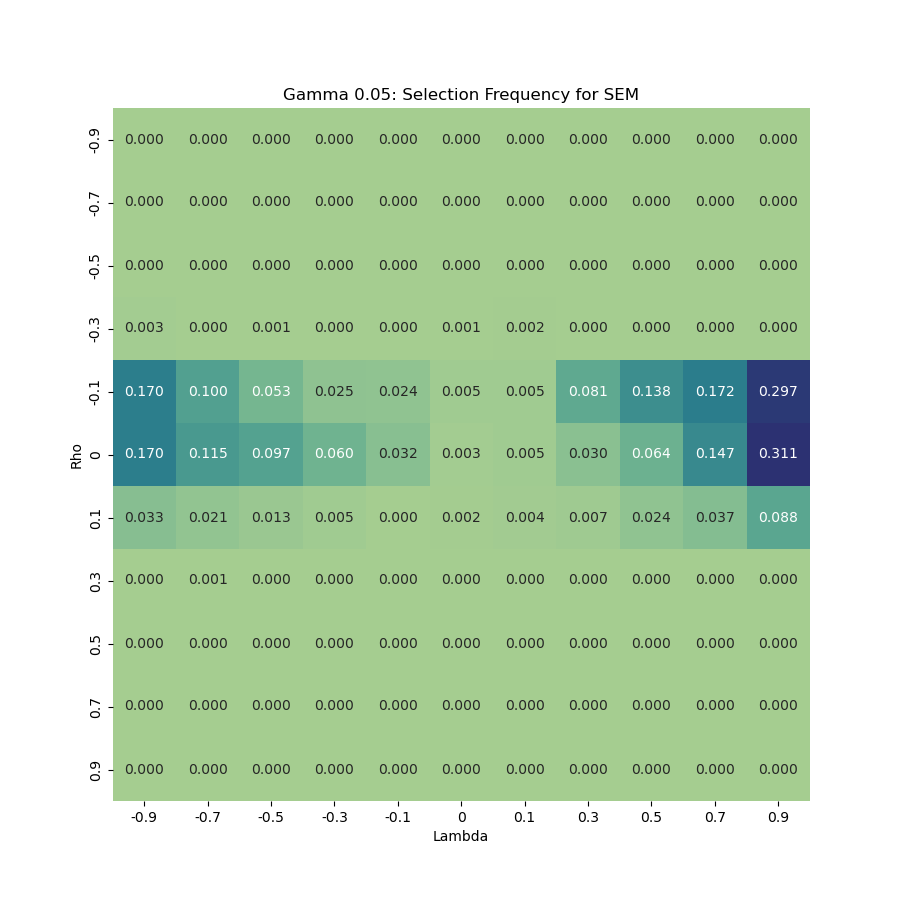 Gamma 0.05: Selection Frequency for SEM
-0.9 0.000 0.000 0.000 0.000 0.000 0.000 0.000 0.000 0.000 0.000 0.000
-0.7 0.000 0.000 0.000 0.000 0.000 0.000 0.000 0.000 0.000 0.000 0.000
-0.5 0.000 0.000 0.000 0.000 0.000 0.000 0.000 0.000 0.000 0.000 0.000
-0.3 0.003 0.000 0.001 0.000 0.000 0.001 0.002 0.000 0.000 0.000 0.000
-0.1 0.170 0.100 0.053 0.025 0.024 0.005 0.005 0.081 0.138 0.172 0.297
Rho
0 0.170 0.115 0.097 0.060 0.032 0.003 0.005 0.030 0.064 0.147 0.311
0.1 0.033 0.021 0.013 0.005 0.000 0.002 0.004 0.007 0.024 0.037 0.088
0.3 0.000 0.001 0.000 0.000 0.000 0.000 0.000 0.000 0.000 0.000 0.000
0.5 0.000 0.000 0.000 0.000 0.000 0.000 0.000 0.000 0.000 0.000 0.000
0.7 0.000 0.000 0.000 0.000 0.000 0.000 0.000 0.000 0.000 0.000 0.000
0.9 0.000 0.000 0.000 0.000 0.000 0.000 0.000 0.000 0.000 0.000 0.000
-0.9 -0.7 -0.5 -0.3 -0.1 0 0.1 0.3 0.5 0.7 0.9
Lambda